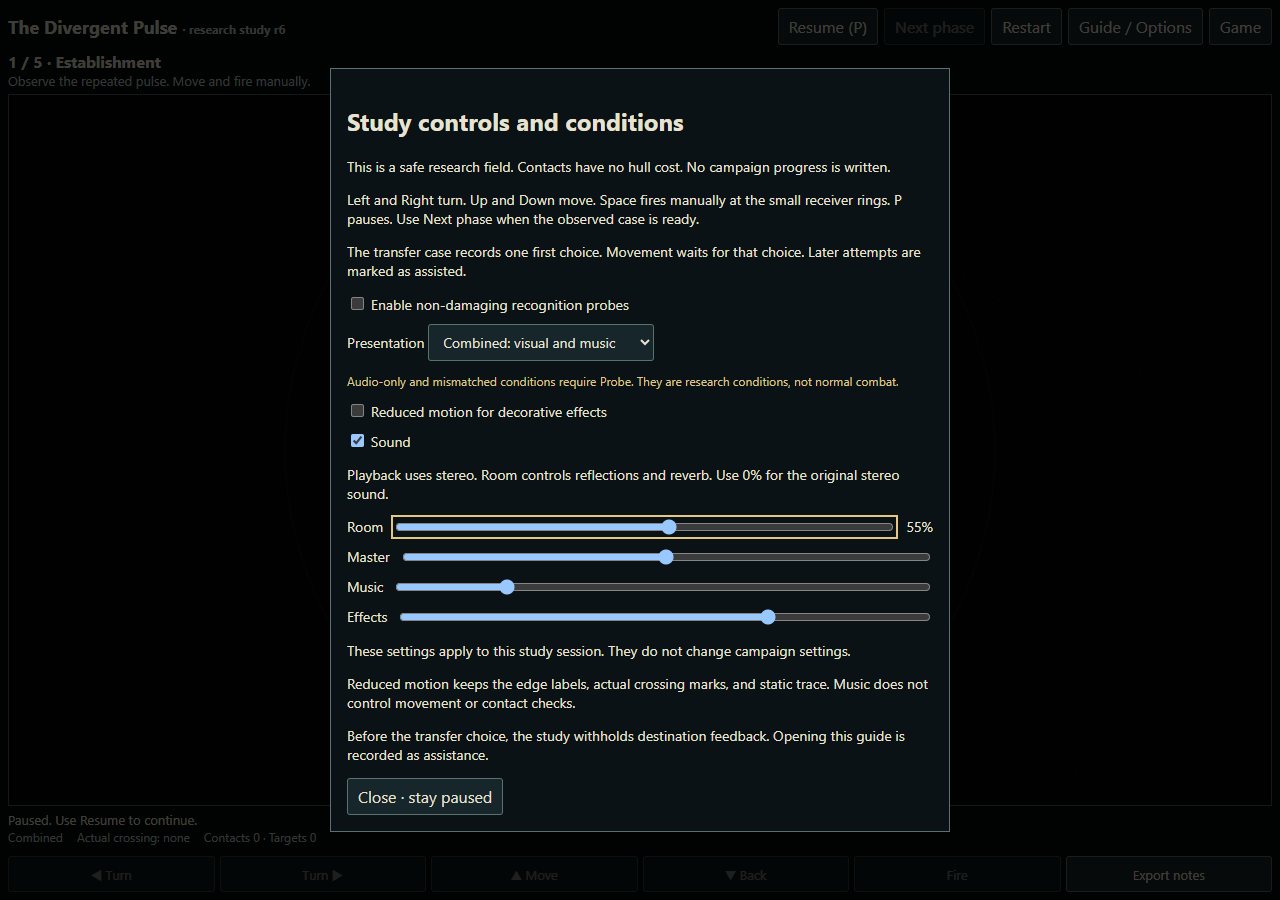 The Divergent Pulse · research study r6
Resume (P)
Next phase
Restart
Guide / Options
Game
1 / 5 · Establishment
Observe the repeated pulse. Move and fire manually.
Study controls and conditions
This is a safe research field. Contacts have no hull cost. No campaign progress is written.
Left and Right turn. Up and Down move. Space fires manually at the small receiver rings. P
pauses. Use Next phase when the observed case is ready.
The transfer case records one first choice. Movement waits for that choice. Later attempts are
marked as assisted.
Enable non-damaging recognition probes
Presentation Combined: visual and music
Audio-only and mismatched conditions require Probe. They are research conditions, not normal combat.
Reduced motion for decorative effects
Sound
Playback uses stereo. Room controls reflections and reverb. Use 0% for the original stereo
sound.
Room 55%
Master
Music
Effects
These settings apply to this study session. They do not change campaign settings.
Reduced motion keeps the edge labels, actual crossing marks, and static trace. Music does not
control movement or contact checks.
Before the transfer choice, the study withholds destination feedback. Opening this guide is
recorded as assistance.
Close · stay paused
Paused. Use Resume to continue.
Combined Actual crossing: none Contacts 0 · Targets 0
◀ Turn
Turn ▶
▲ Move
▼ Back
Fire
Export notes